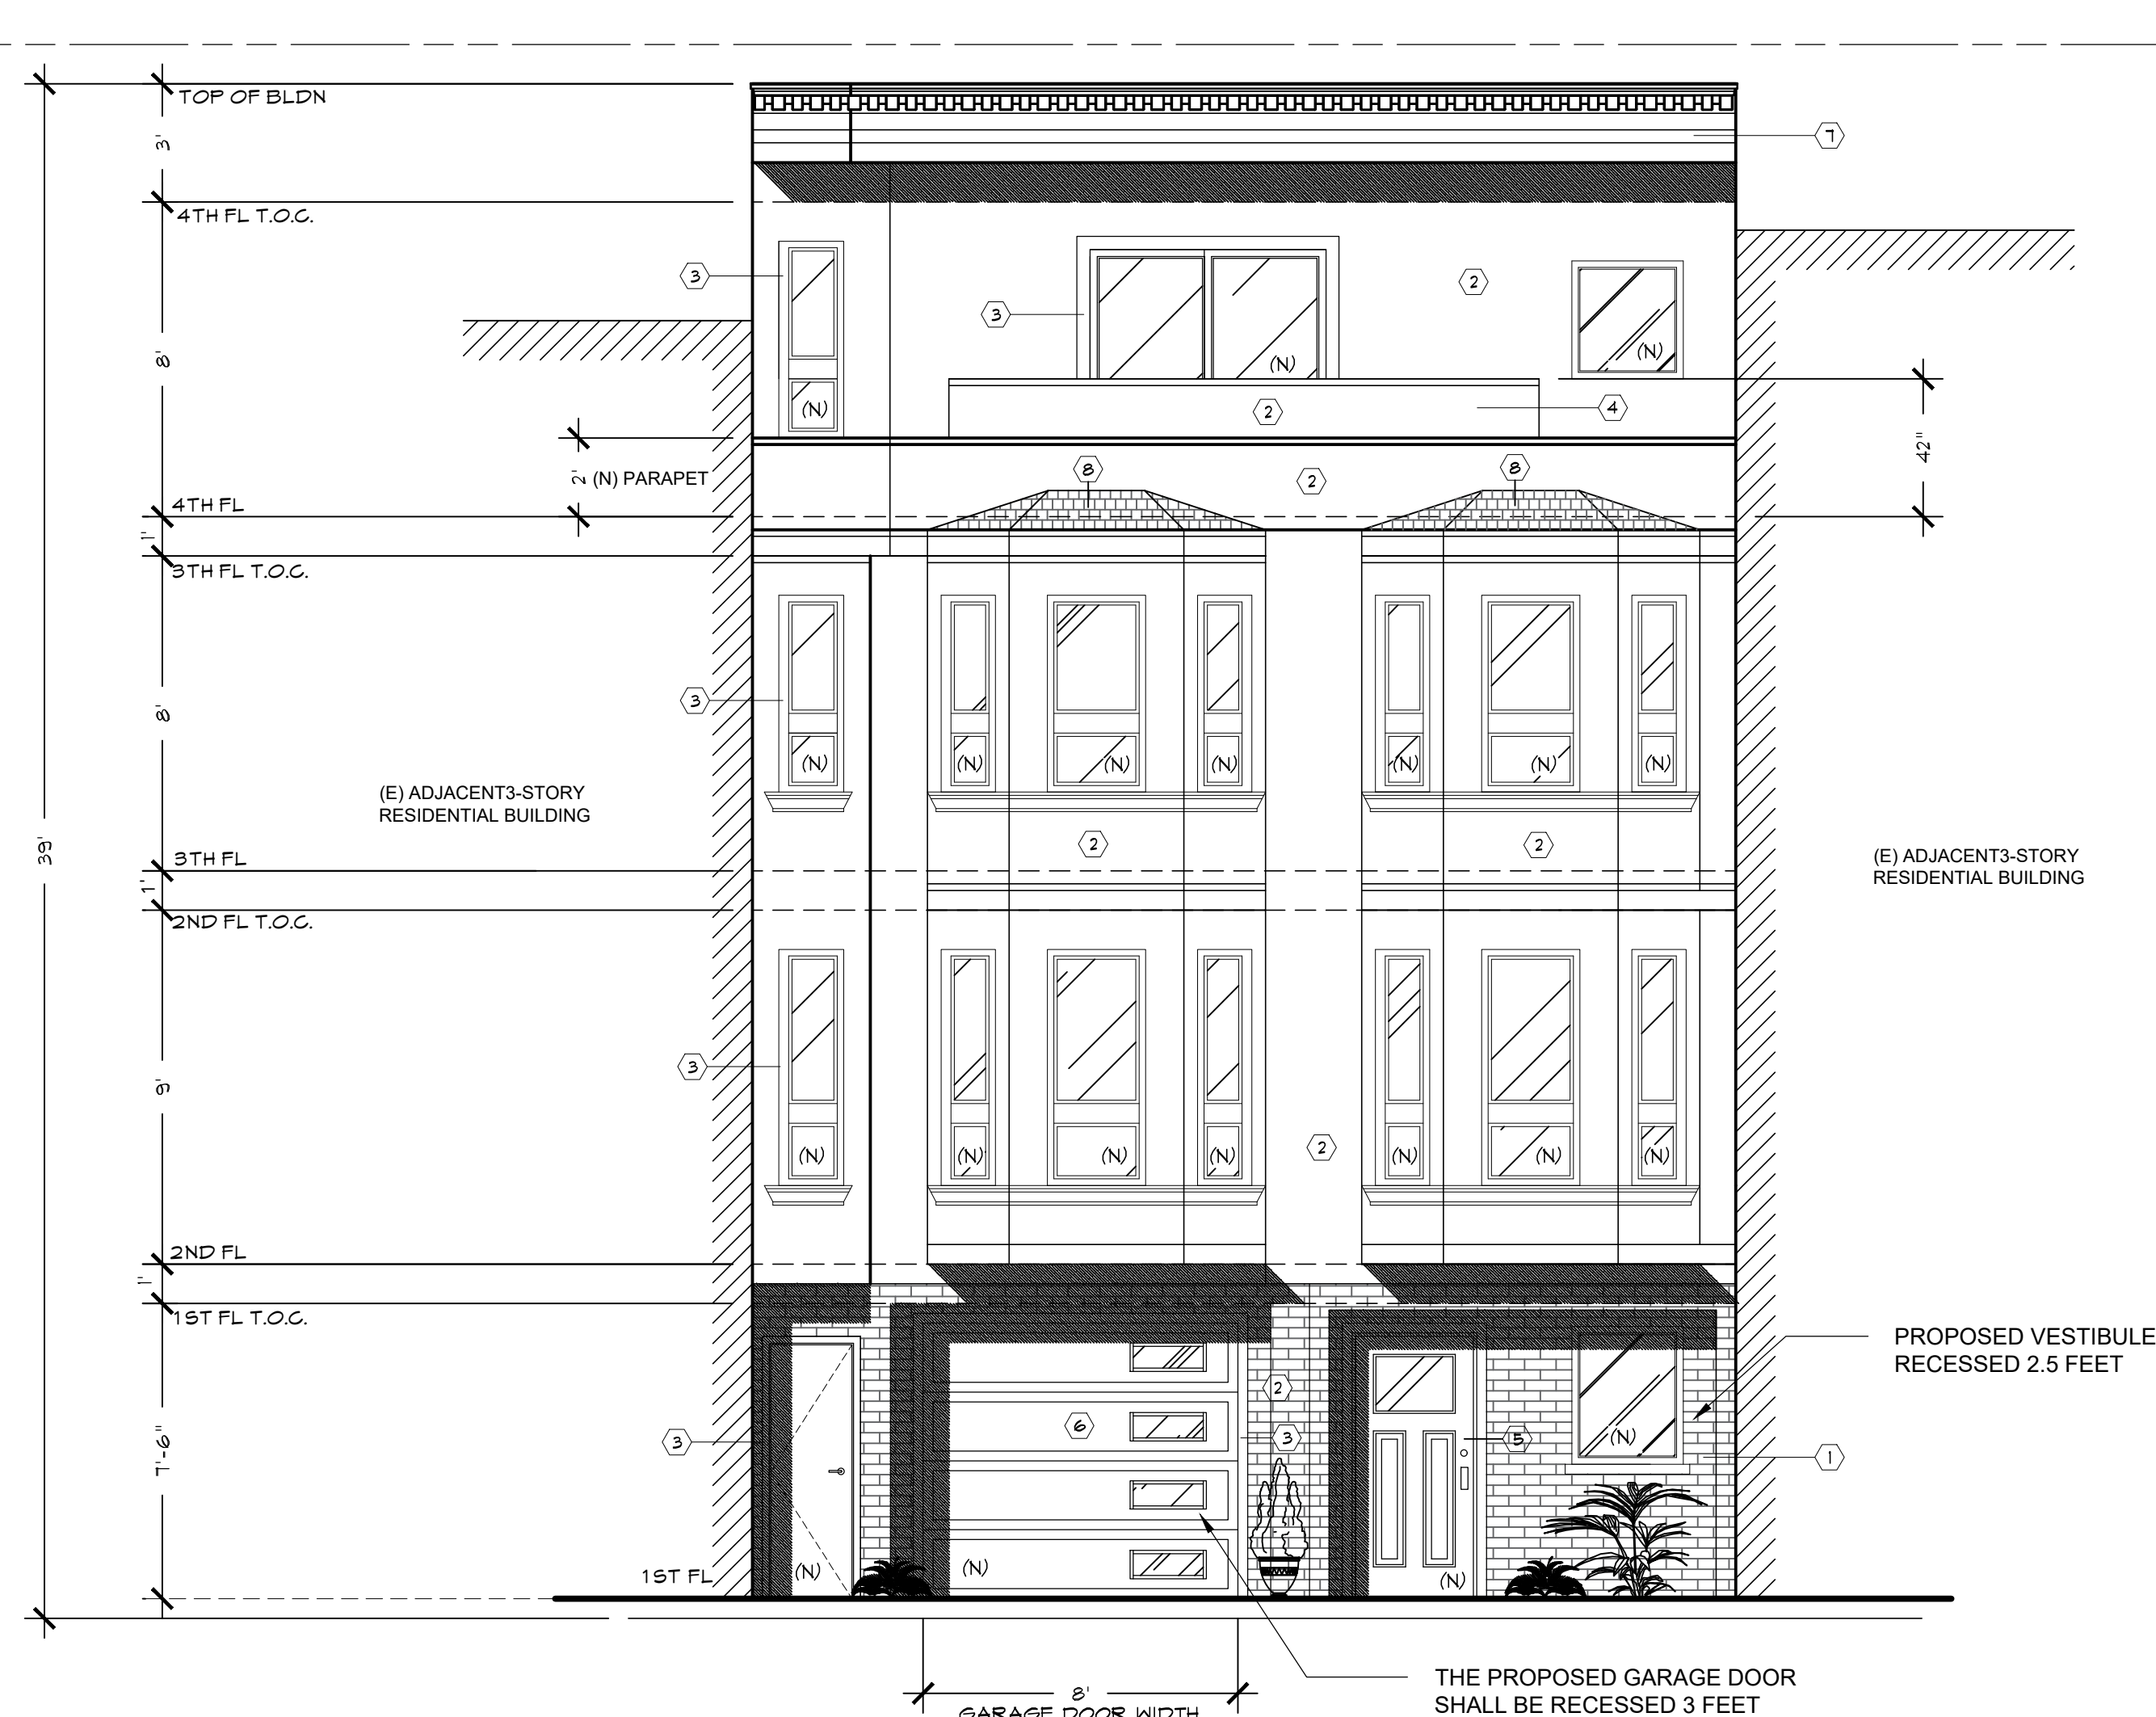 TOP OF BLDN
3'
7
4TH FL T.O.C.
3
2
3
(N)
(N)
8'
(N)
2
4
42"
8
8
2
2' (N) PARAPET
4TH FL
1'
3TH FL T.O.C.
3
8'
(N)
(N)
(N)
(N)
(N)
(N)
(N)
(E) ADJACENT3-STORY
RESIDENTIAL BUILDING
39'
2
2
3TH FL
(E) ADJACENT3-STORY
RESIDENTIAL BUILDING
1'
2ND FL T.O.C.
3
9'
2
(N)
(N)
(N)
(N)
(N)
(N)
(N)
2ND FL
1'
1ST FL T.O.C.
PROPOSED VESTIBULE
RECESSED 2.5 FEET
2
6
3
3
5
(N)
1
7'-6"
1ST FL
(N)
(N)
(N)
THE PROPOSED GARAGE DOOR
SHALL BE RECESSED 3 FEET
8'
GARAGE DOOR WIDTH